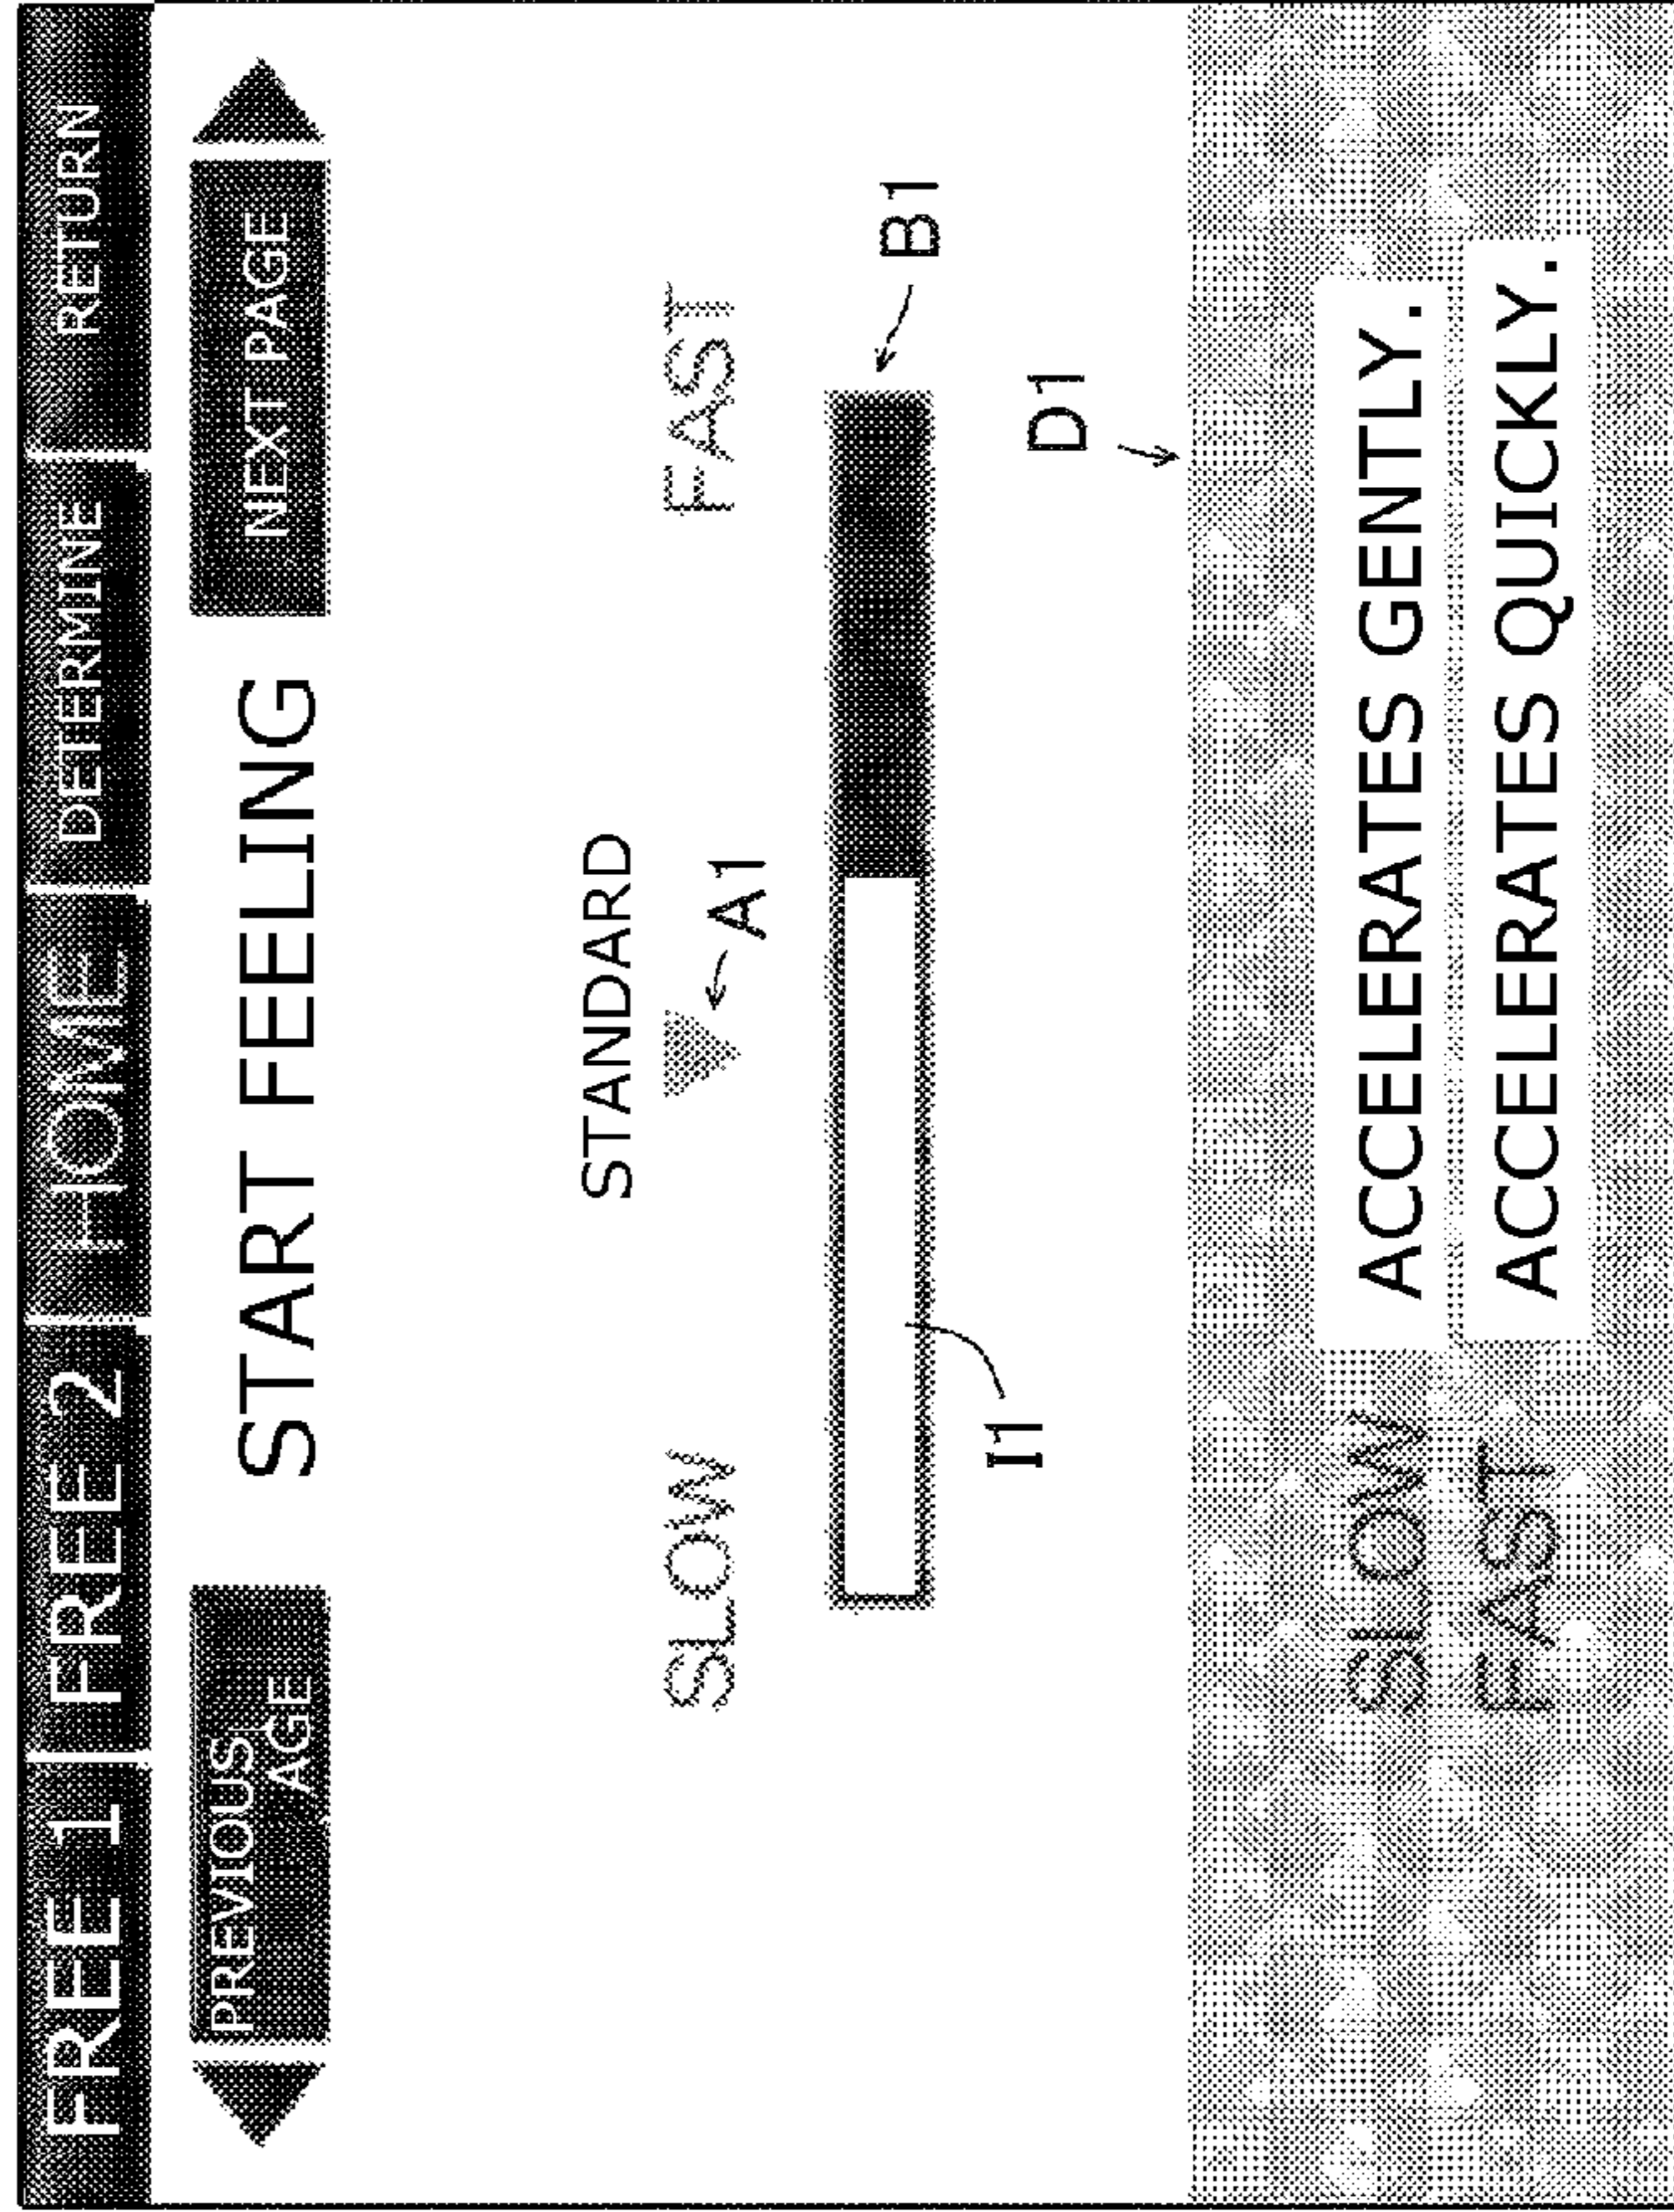 FREE 1 FREE 2 HOME DETERMINE RETURN
PREVIOUS
AGE
START FEELING
NEXT PAGE
STANDARD
SLOW
A1
FAST
B1
I1
D1
SLOW ACCELERATES GENTLY.
FAST ACCELERATES QUICKLY.